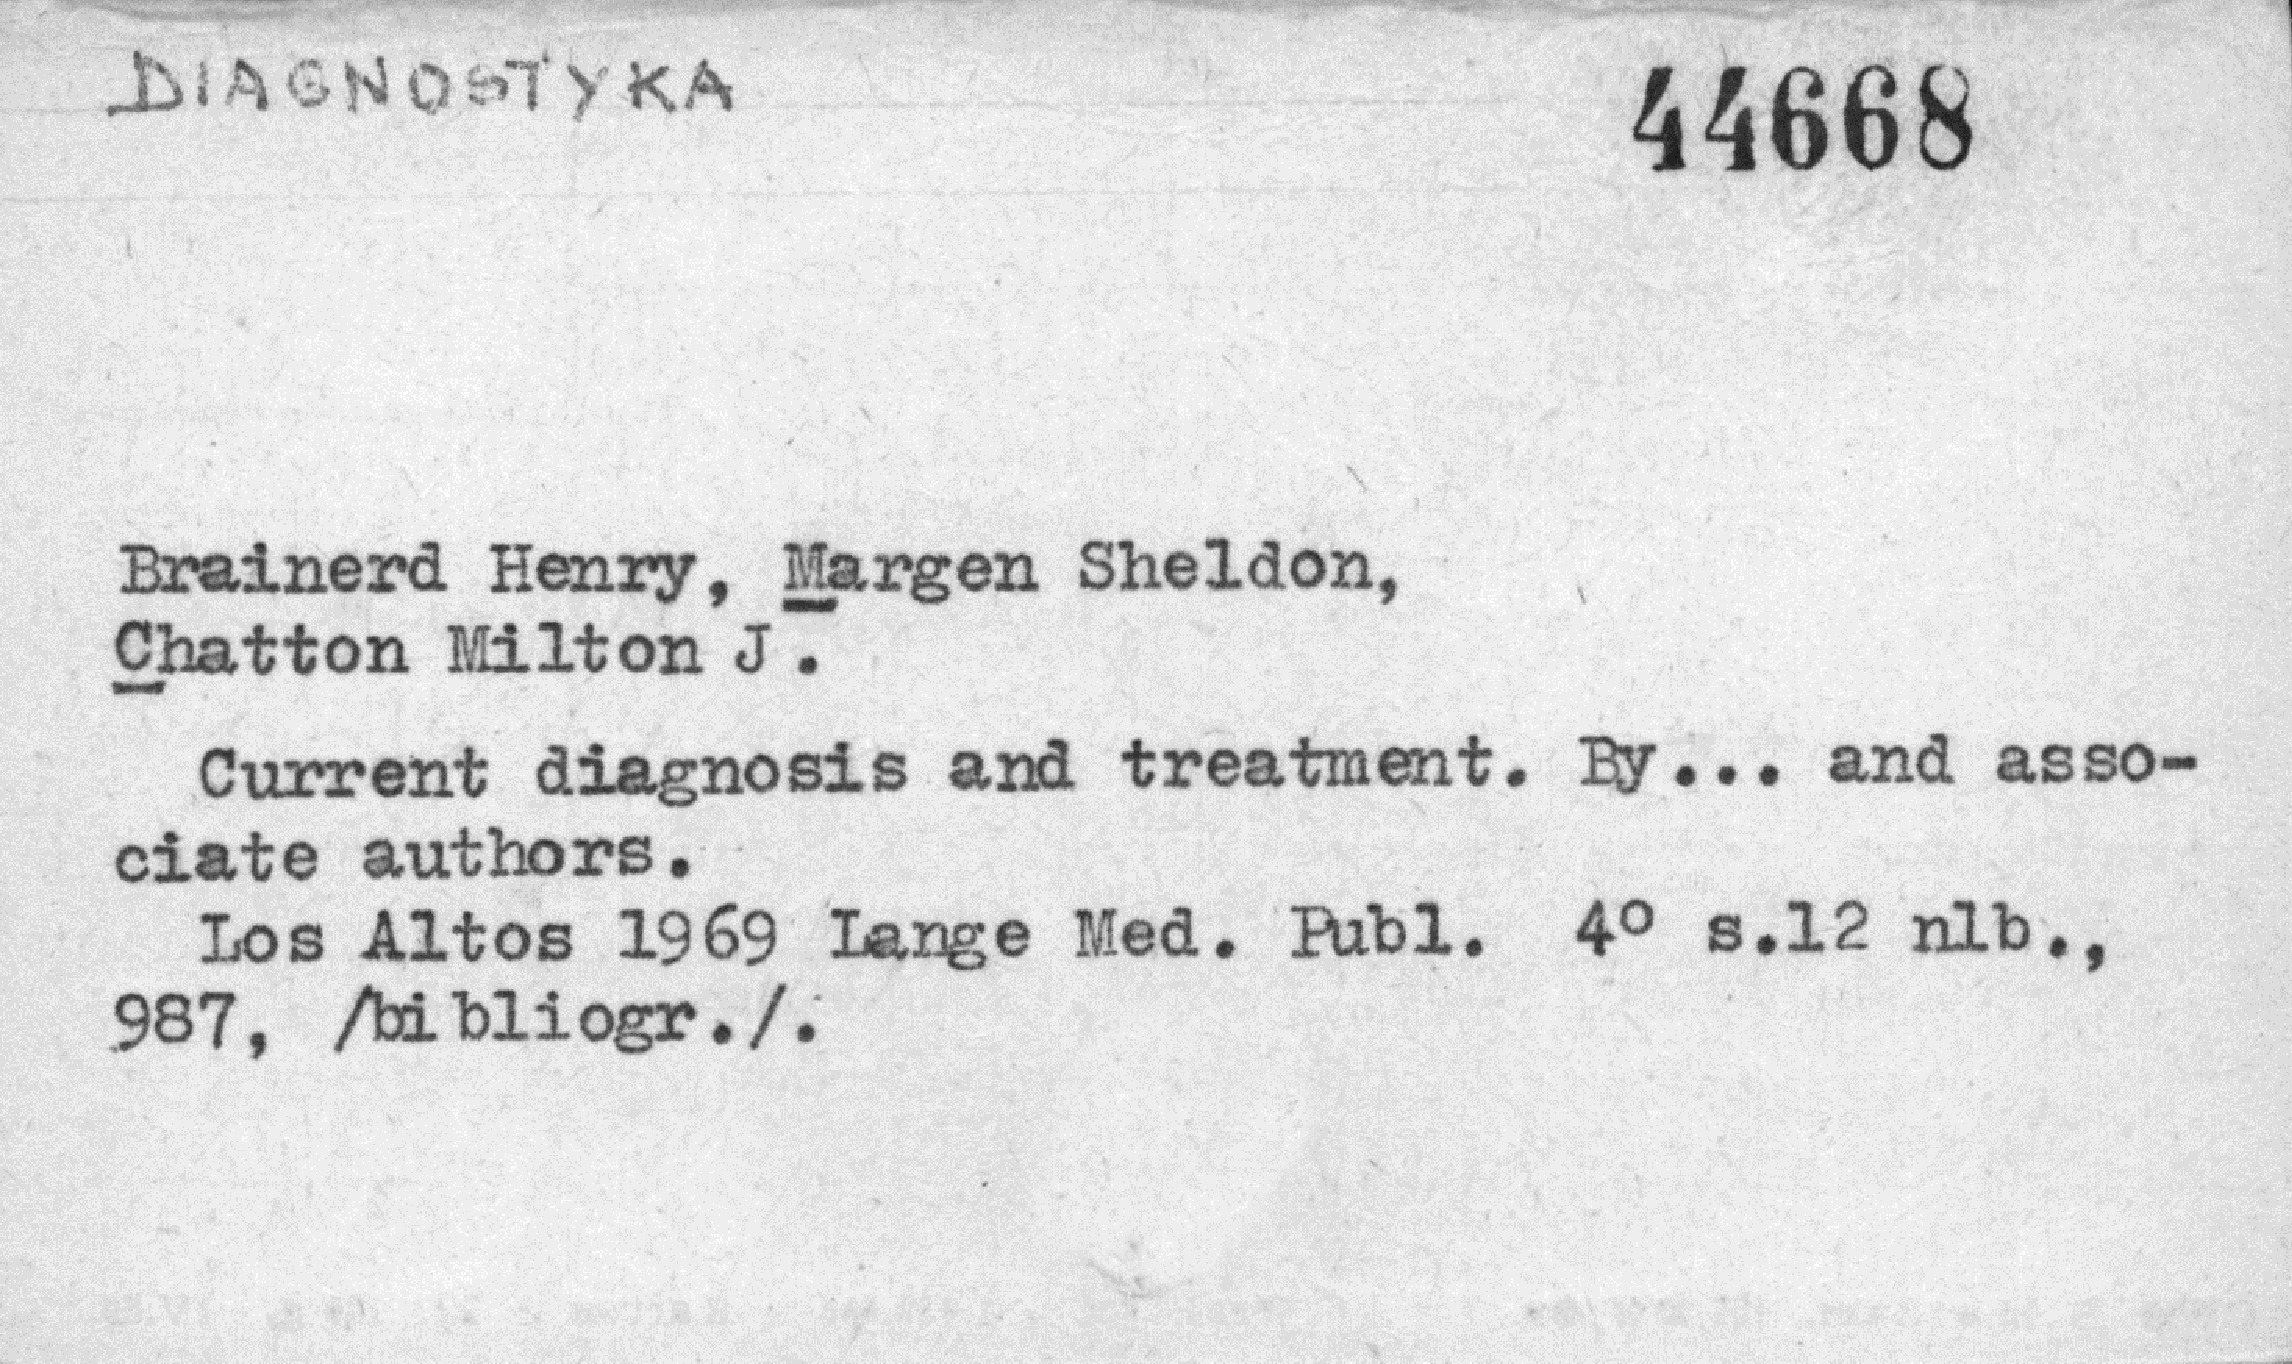 DIAGNOSTYKA
44668
Brainerd Henry, Margen Sheldon,
Chatton Milton J.
Current diagnosis and treatment. By... and asso-
ciate authors.
Los Altos 1969 Lange Med. Publ. 4° s.12 nlb.,
987, /bibliogr./.